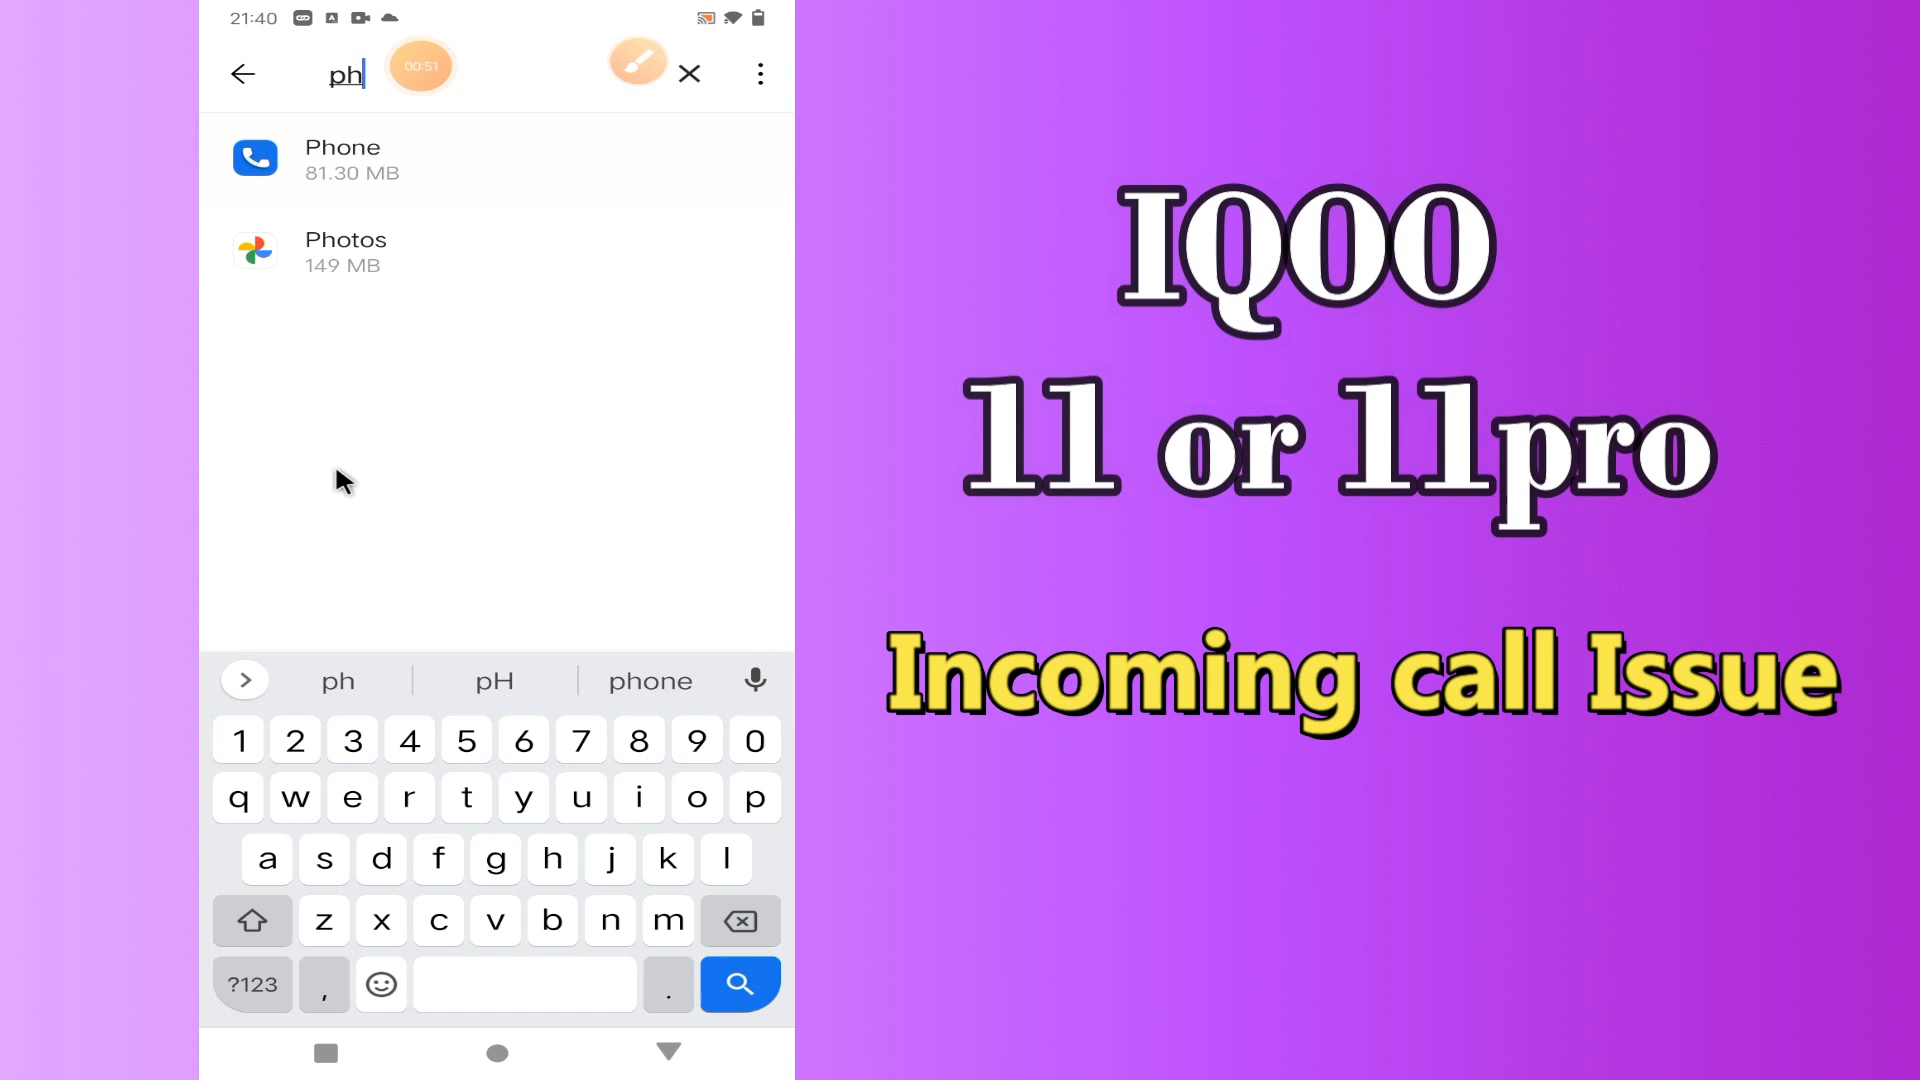 21:40
ph
00:51
Phone
81.30 MB
Photos
149 MB
ph pH phone
1 2 3 4 5 6 7 8 9 0
q w e r t y u i o p
a s d f g h j k l
z x c v b n m
?123 , .
IQOO
11 or 11pro
Incoming call Issue